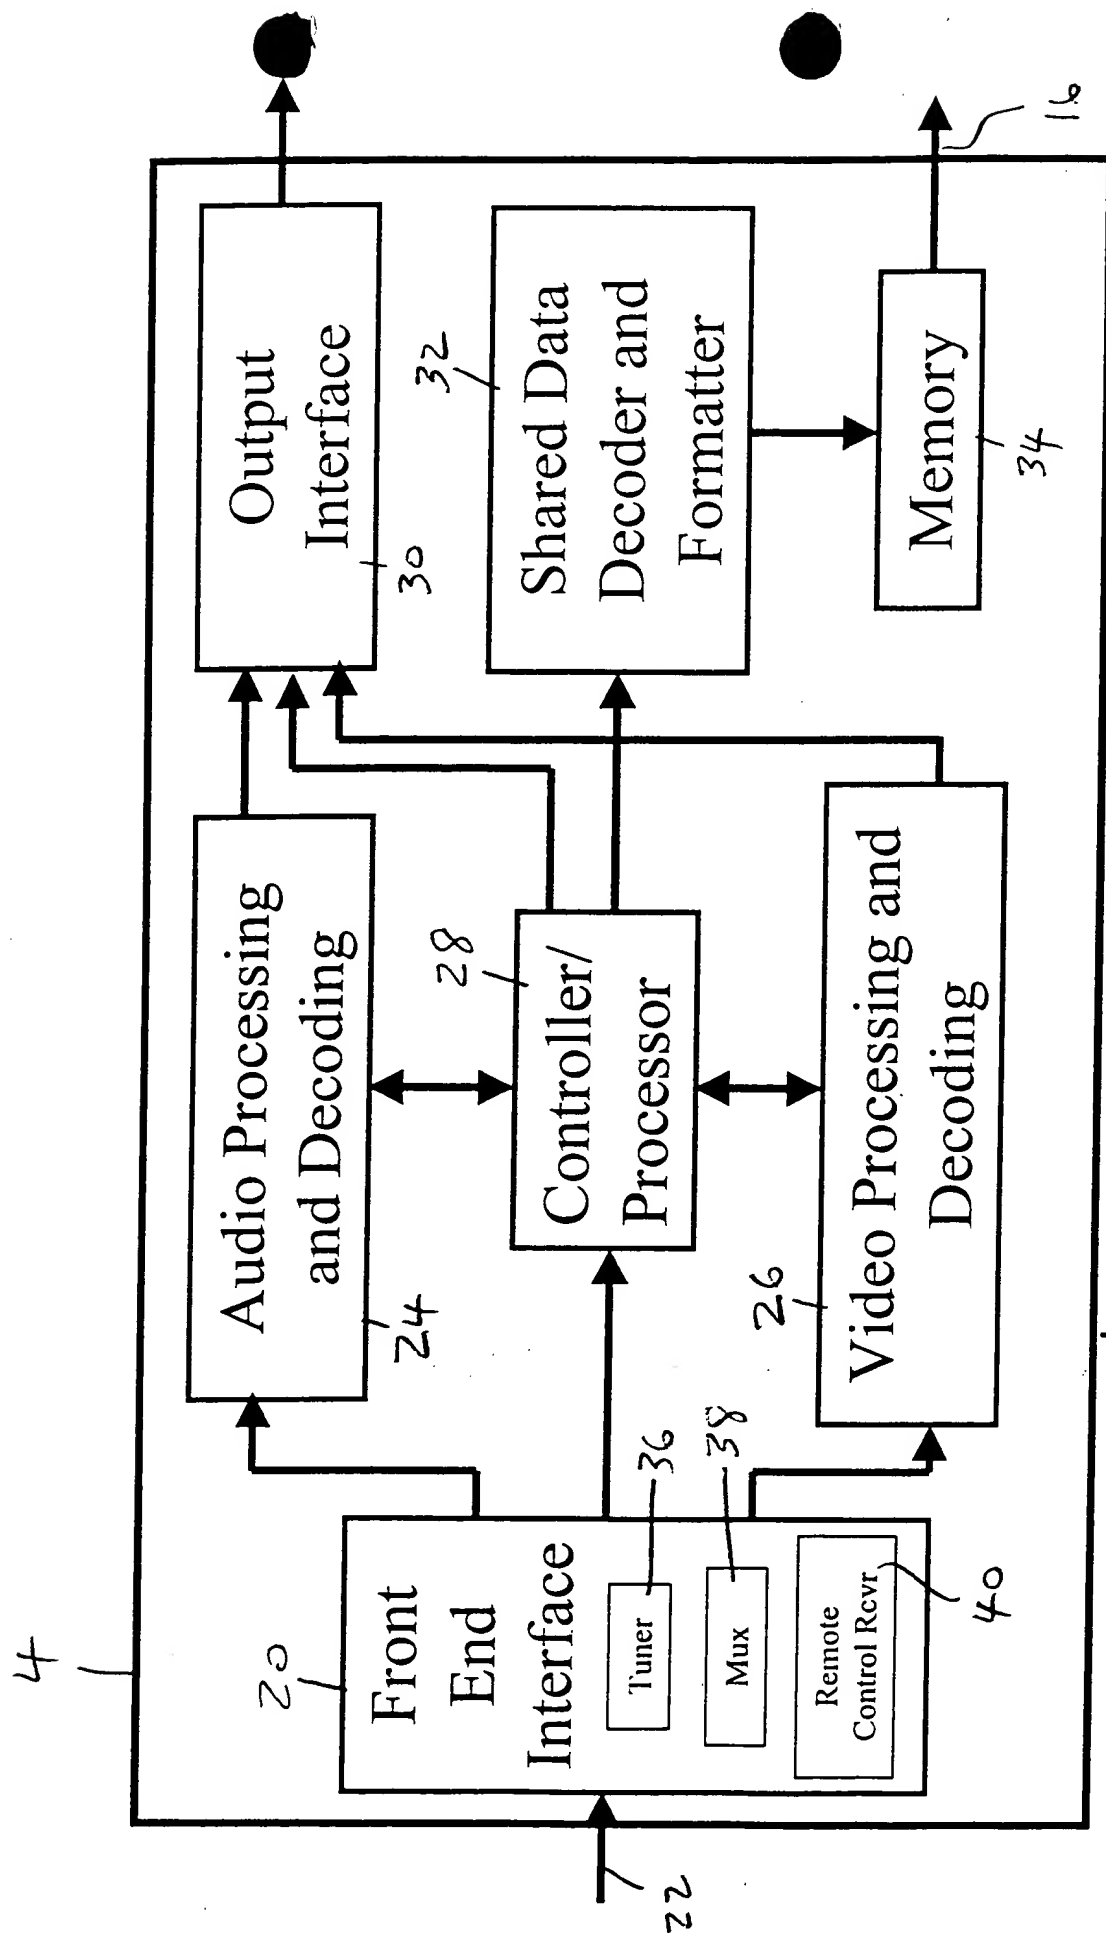 4
20
Front
End
Interface
Tuner
36
Mux
38
Remote
Control Rcvr
40
22
Audio Processing
and Decoding
24
28
Controller/
Processor
26
Video Processing and
Decoding
Output
Interface
30
32
Shared Data
Decoder and
Formatter
Memory
34
16